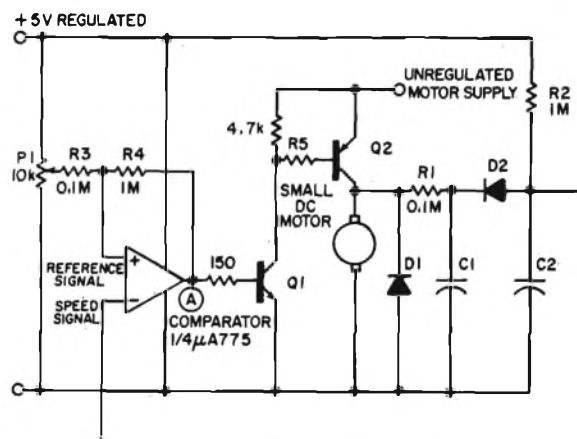 +5V REGULATED
UNREGULATED
MOTOR SUPPLY
R2
1M
4.7k
R5
Q2
P1
10k
R3
0.1M
R4
1M
SMALL
DC
MOTOR
R1
0.1M
D2
REFERENCE
SIGNAL
+
150
Q1
D1
C1
C2
SPEED
SIGNAL
−
A
COMPARATOR
1/4μA775